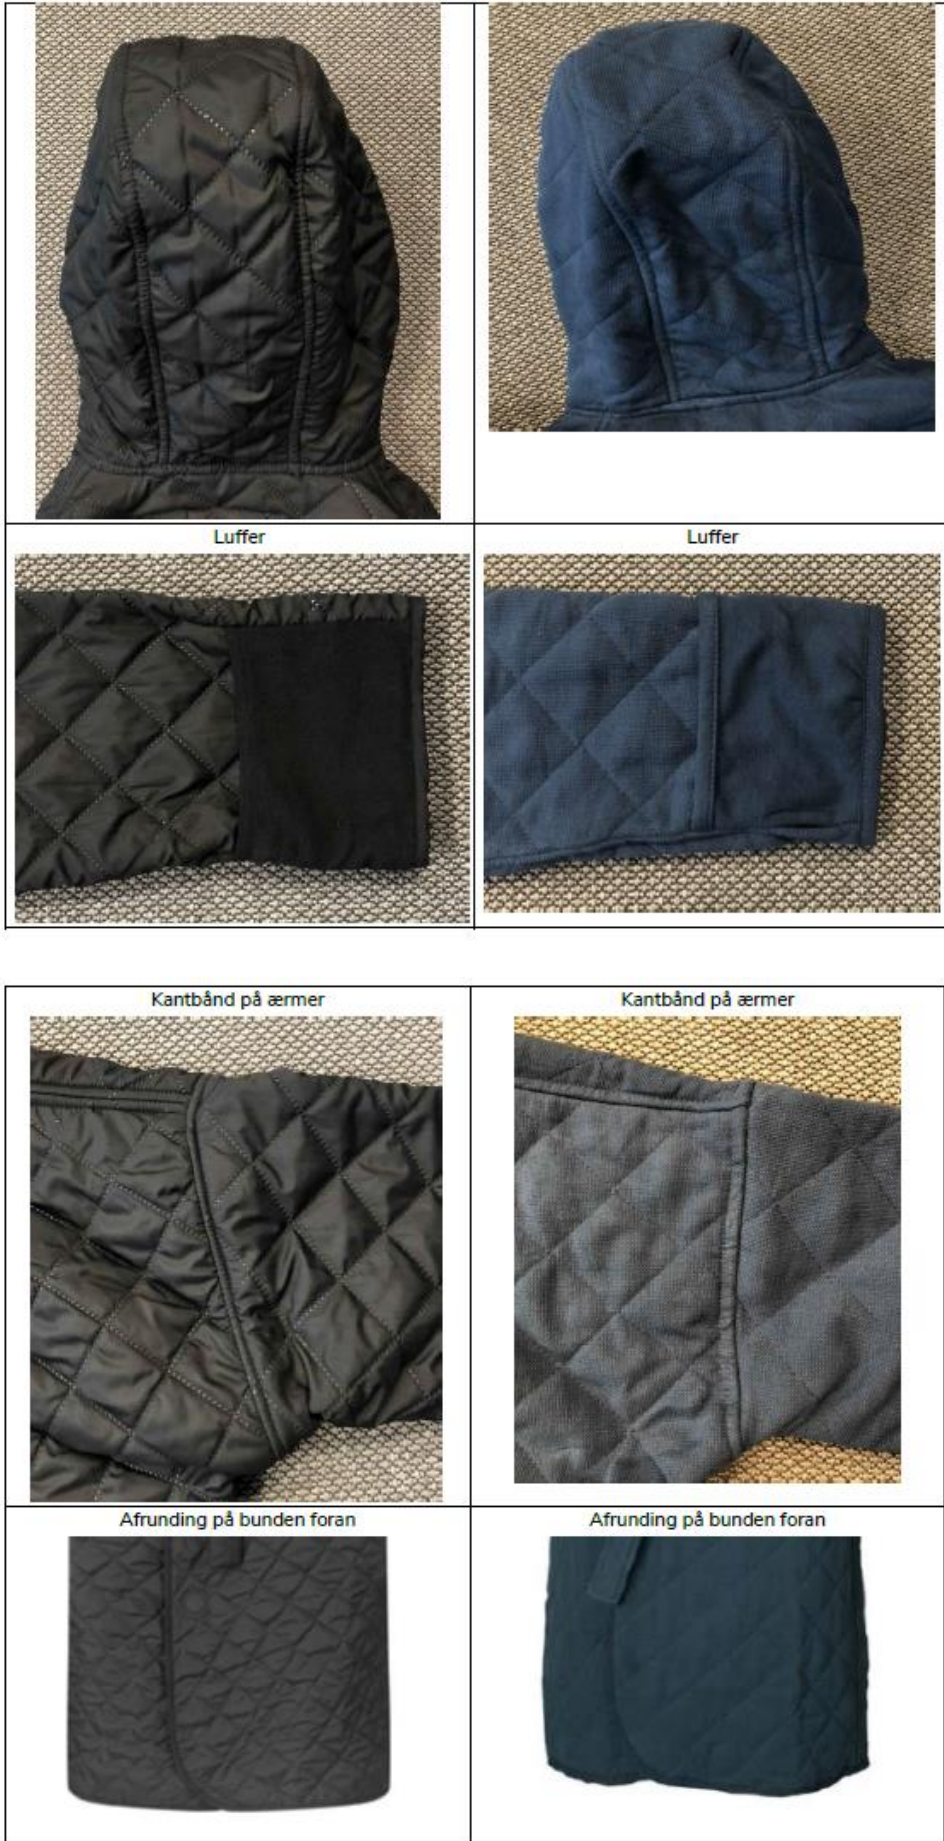 Luffer
Luffer
Kantbånd på ærmer
Kantbånd på ærmer
Afrunding på bunden foran
Afrunding på bunden foran